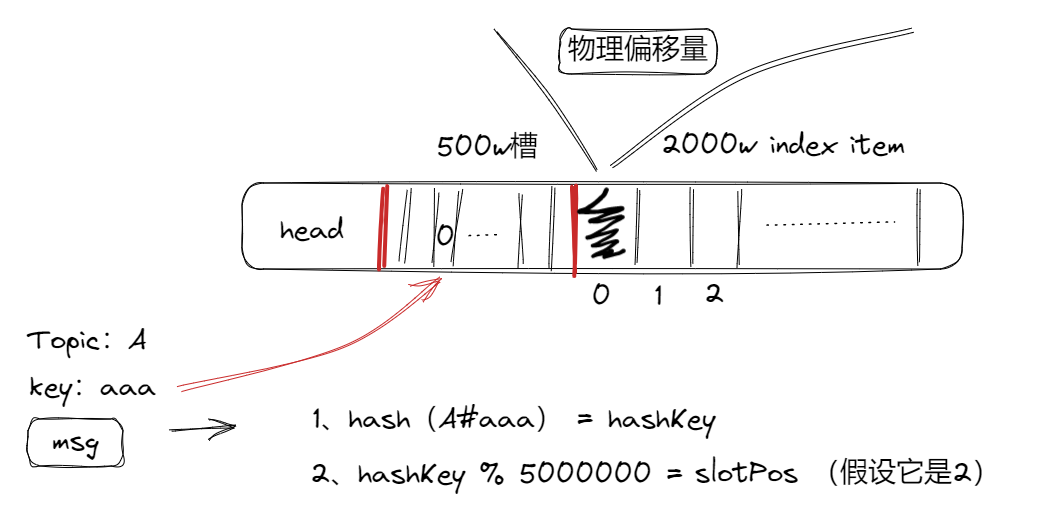 物理偏移量
500w槽
2000w index item
head
0 ....
0 1 2
Topic: A
key: aaa
msg
1、hash (A#aaa) = hashKey
2、hashKey % 5000000 = slotPos (假设它是2)